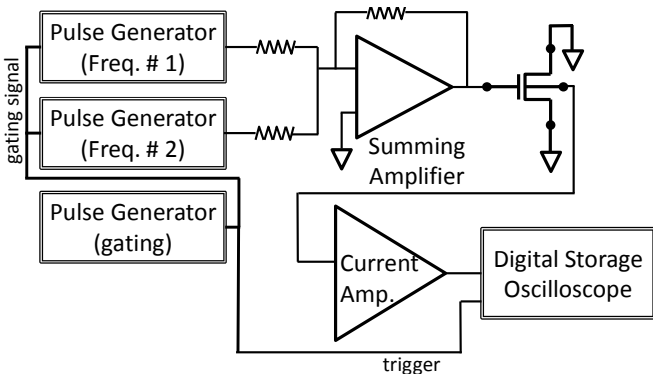 Pulse Generator
(Freq. # 1)
gating signal
Pulse Generator
(Freq. # 2)
Summing
Amplifier
Pulse Generator
(gating)
Current
Amp.
Digital Storage
Oscilloscope
trigger